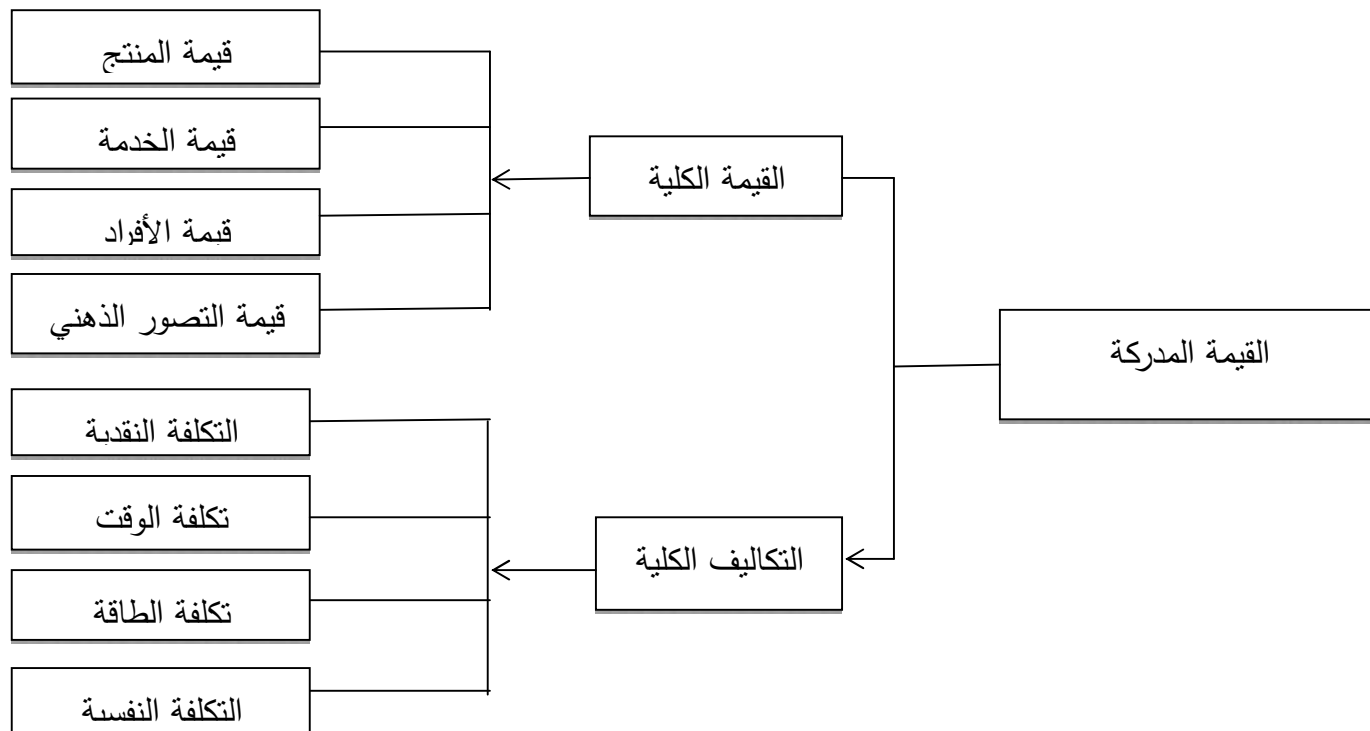 القيمة المدركة
القيمة الكلية
قيمة المنتج
قيمة الخدمة
قيمة الأفراد
قيمة التصور الذهني
التكاليف الكلية
التكلفة النقدية
تكلفة الوقت
تكلفة الطاقة
التكلفة النفسية